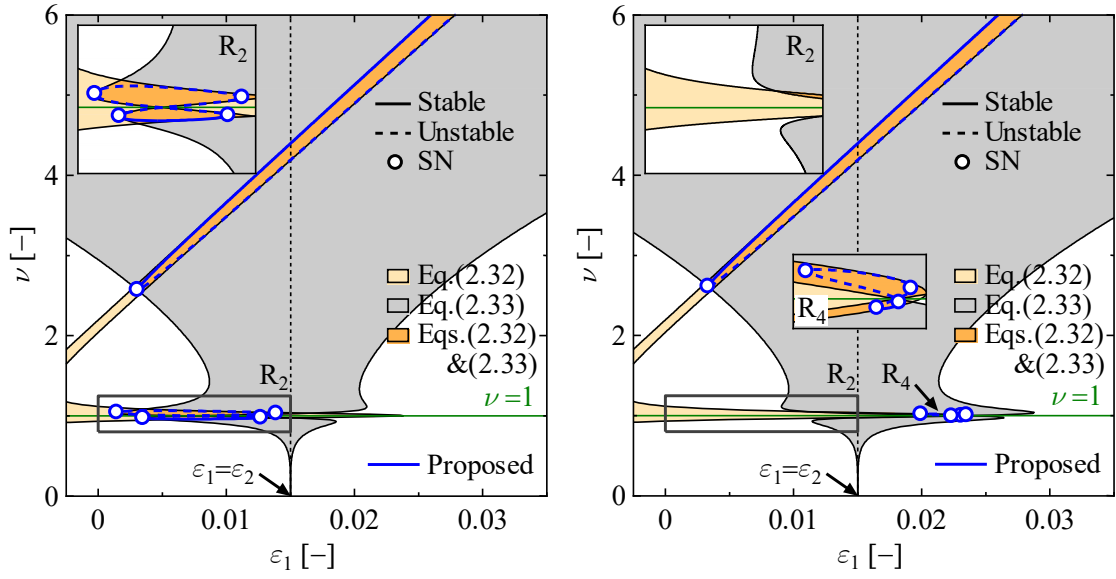 6
4
2
0
ν [−]
0
0.01
0.02
0.03
ε₁ [−]
R₂
Stable
Unstable
SN
Eq.(2.32)
Eq.(2.33)
Eqs.(2.32)
&(2.33)
ν=1
R₂
ε₁=ε₂
Proposed
6
4
2
0
ν [−]
0
0.01
0.02
0.03
ε₁ [−]
R₂
Stable
Unstable
SN
R₄
Eq.(2.32)
Eq.(2.33)
Eqs.(2.32)
&(2.33)
ν=1
R₂
R₄
ε₁=ε₂
Proposed